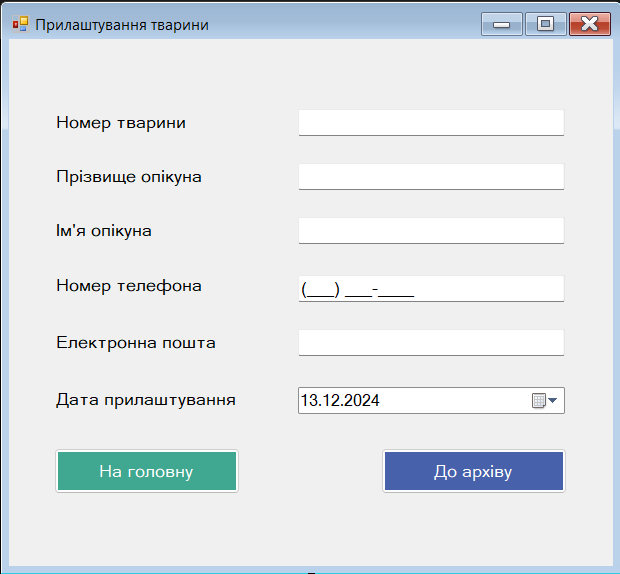 Прилаштування тварини
Номер тварини
Прізвище опікуна
Ім'я опікуна
Номер телефона (___) ___-____
Електронна пошта
Дата прилаштування 13.12.2024
На головну До архіву